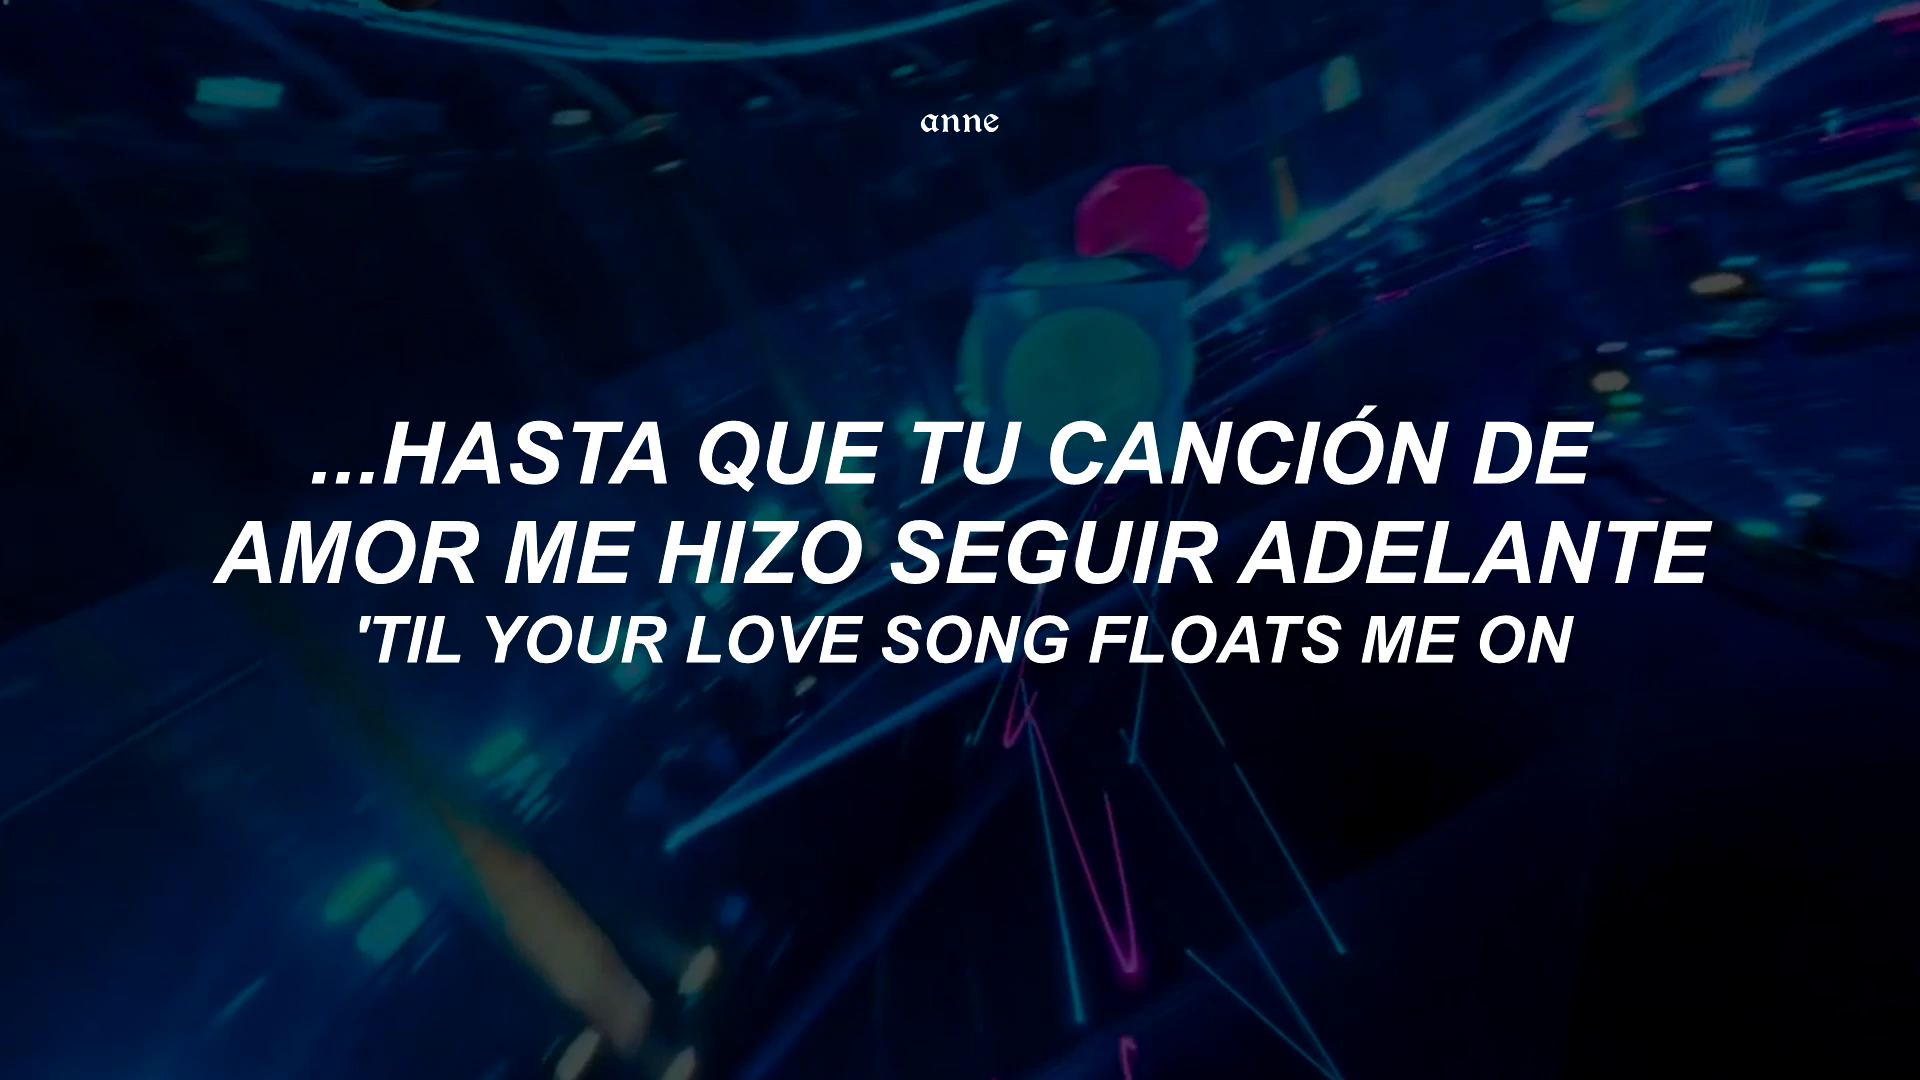 anne
...HASTA QUE TU CANCIÓN DE
AMOR ME HIZO SEGUIR ADELANTE
'TIL YOUR LOVE SONG FLOATS ME ON